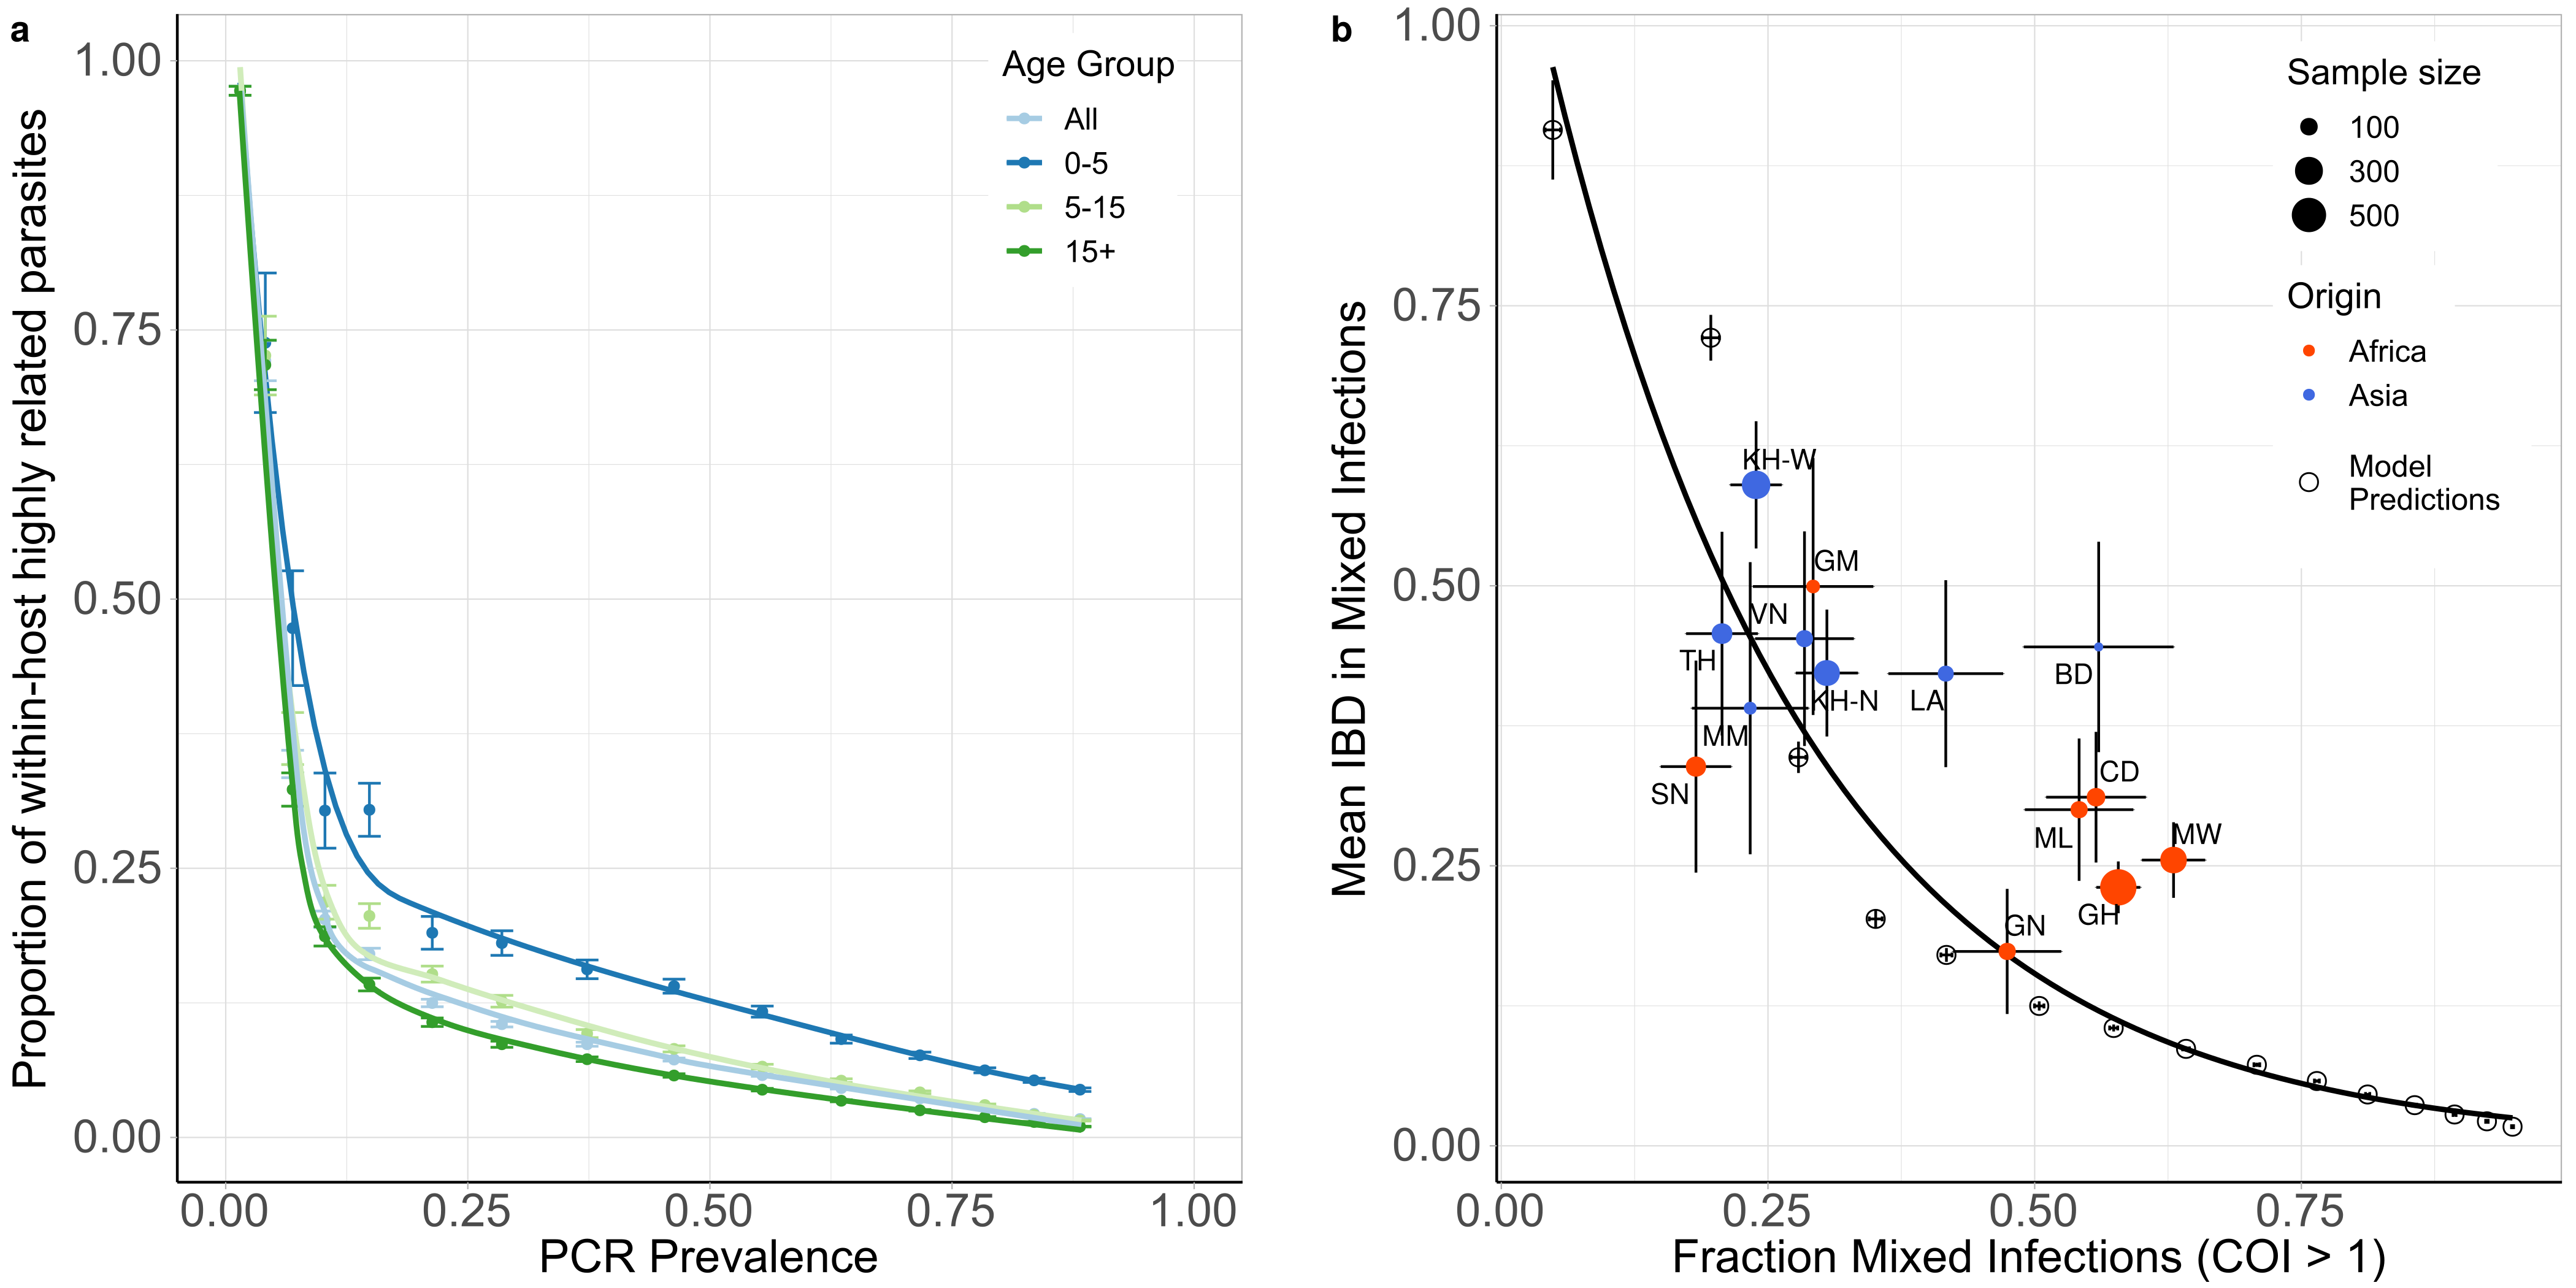 a
Proportion of within-host highly related parasites
1.00
0.75
0.50
0.25
0.00
0.00 0.25 0.50 0.75 1.00
PCR Prevalence
Age Group
All
0-5
5-15
15+
b
Mean IBD in Mixed Infections
1.00
0.75
0.50
0.25
0.00
0.00 0.25 0.50 0.75
Fraction Mixed Infections (COI > 1)
Sample size
100
300
500
Origin
Africa
Asia
Model
Predictions
KH-W
GM
VN
TH
KH-N
LA
BD
MM
SN
CD
ML
MW
GH
GN